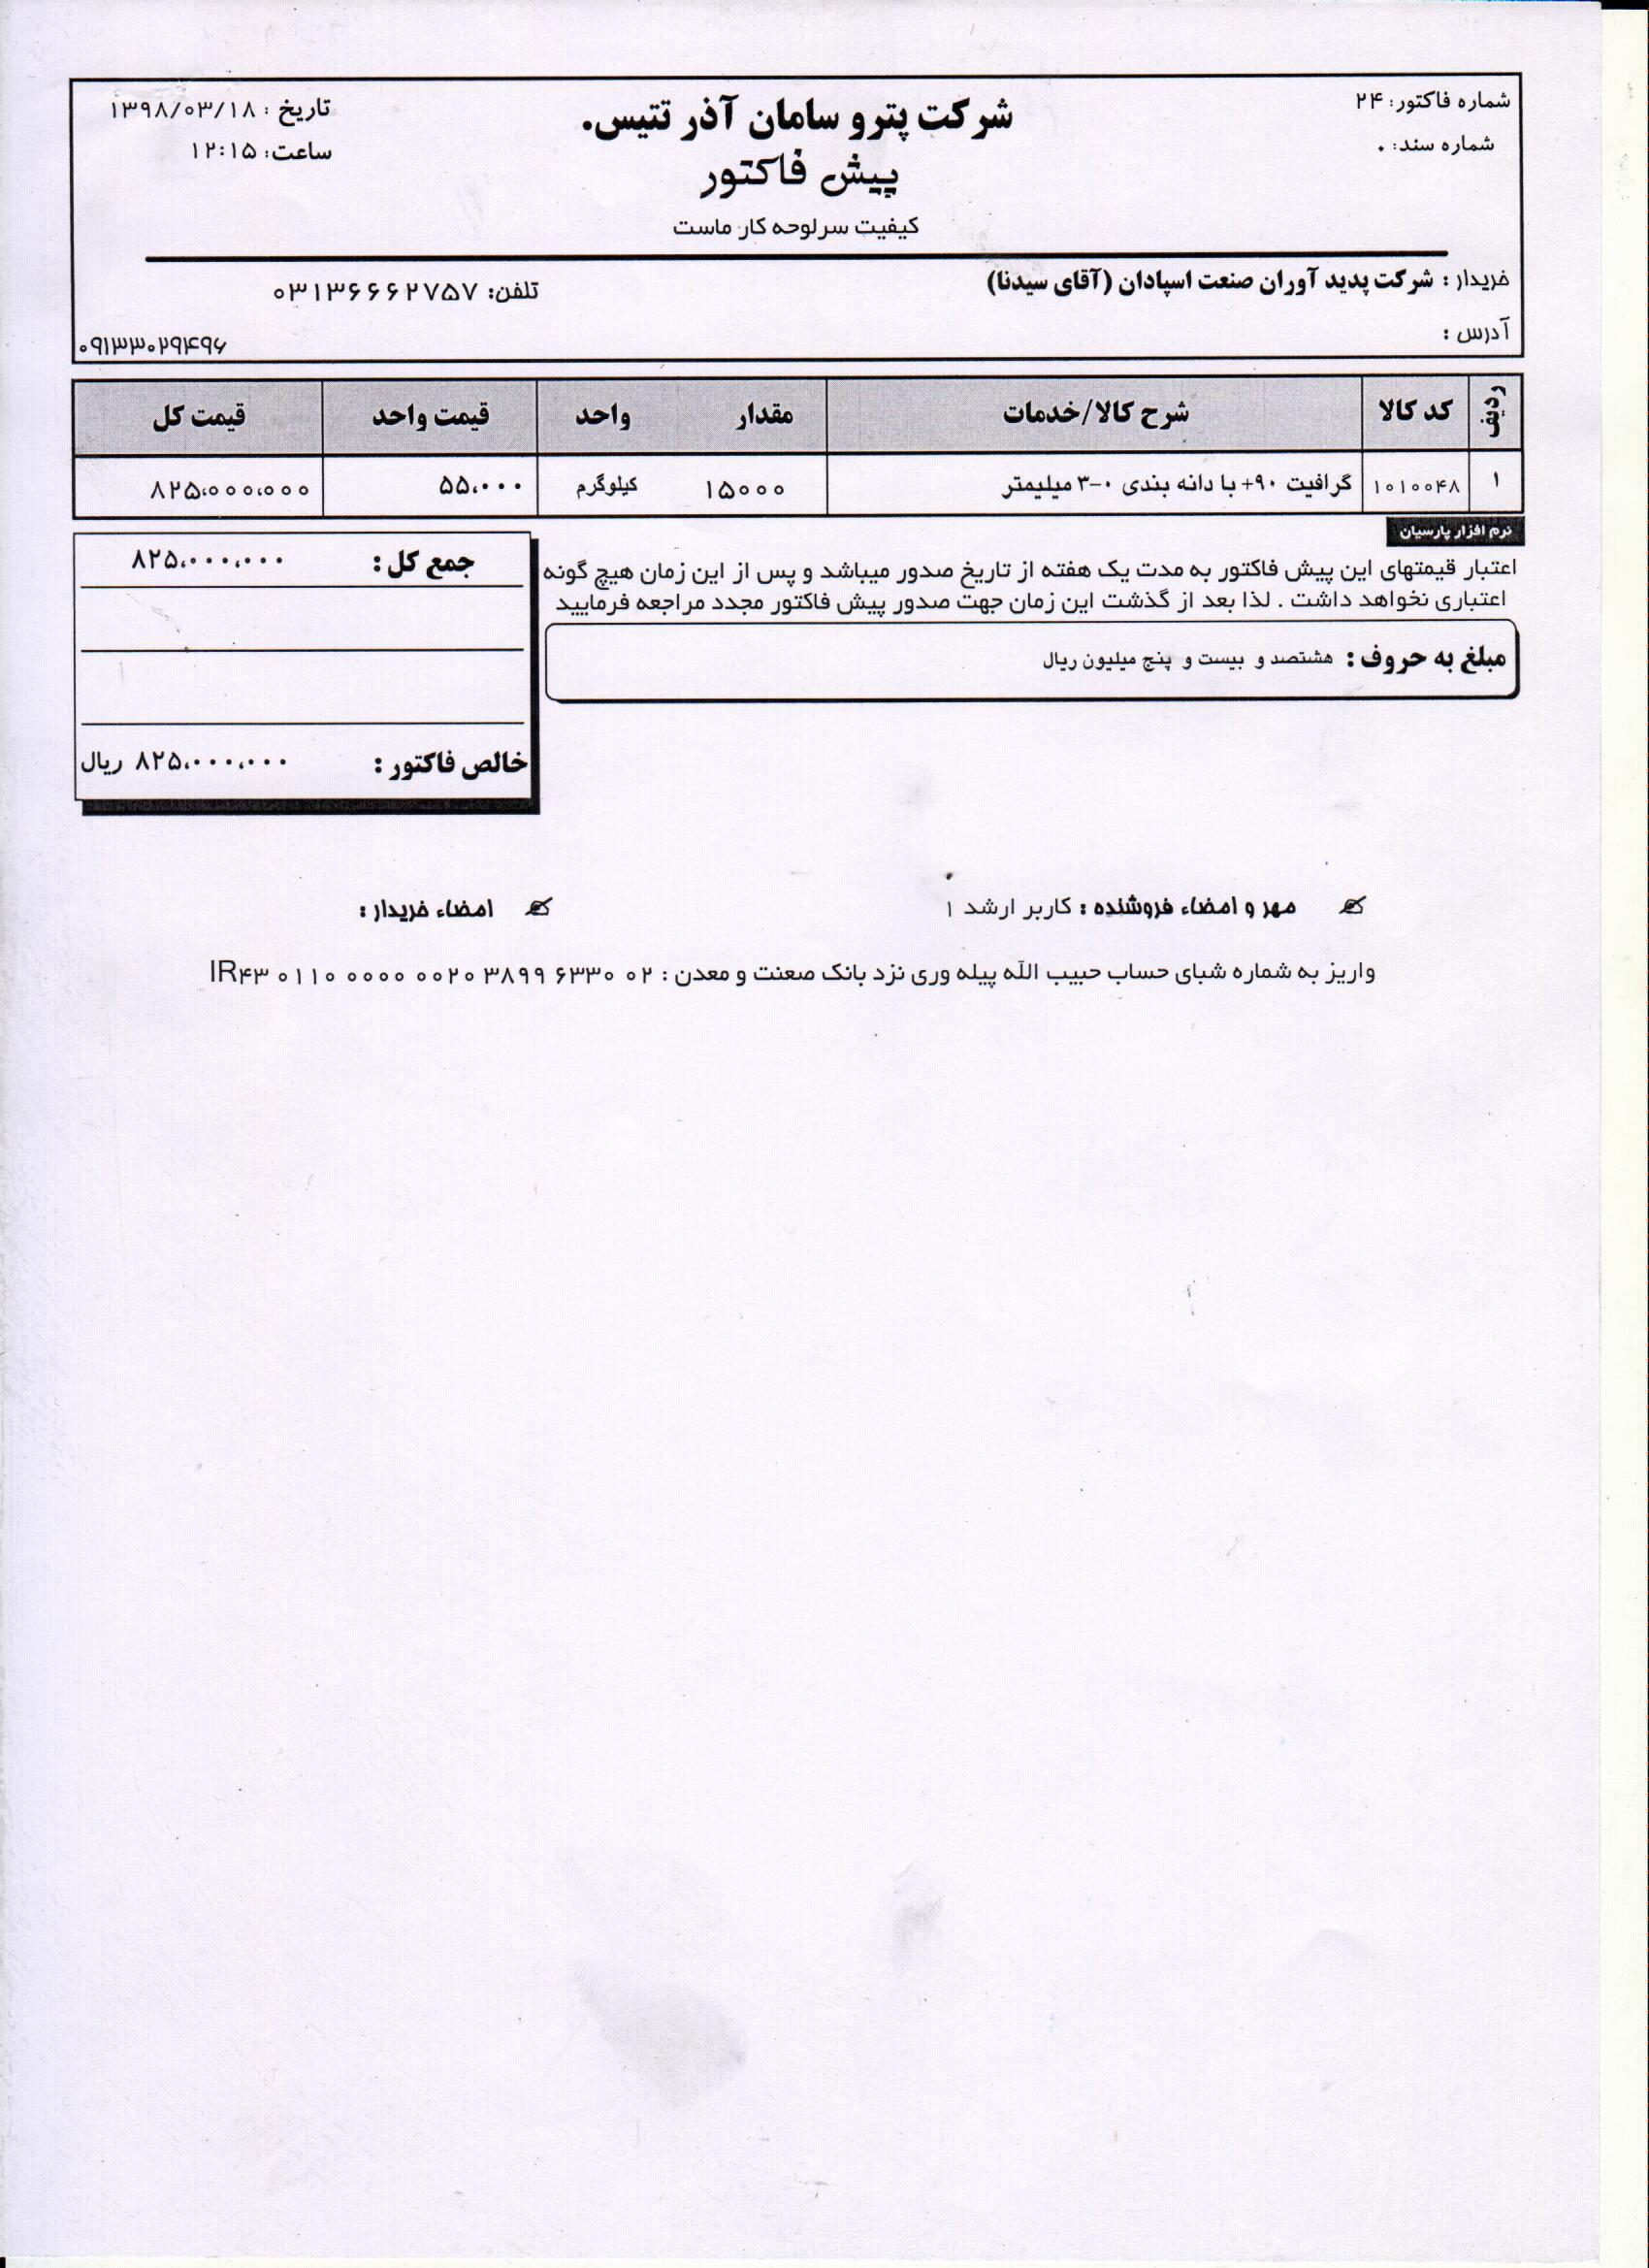 شماره فاکتور: ۲۴
شماره سند: ۰
شرکت پترو سامان آذر تتیس.
پیش فاکتور
کیفیت سرلوحه کار ماست
تاریخ : ۱۳۹۸/۰۳/۱۸
ساعت: ۱۲:۱۵
خریدار : شرکت پدید آوران صنعت اسپادان (آقای سیدنا)
تلفن: ۰۳۱۳۶۶۶۲۷۵۷
آدرس :
۰۹۱۳۳۰۲۹۴۹۶
ردیف کد کالا شرح کالا/خدمات مقدار واحد قیمت واحد قیمت کل
۱ ۱۰۱۰۰۴۸ گرافیت ۹۰+ با دانه بندی ۰-۳ میلیمتر ۱۵۰۰۰ کیلوگرم ۵۵،۰۰۰ ۸۲۵،۰۰۰،۰۰۰
نرم افزار پارسیان
اعتبار قیمتهای این پیش فاکتور به مدت یک هفته از تاریخ صدور میباشد و پس از این زمان هیچ گونه
اعتباری نخواهد داشت . لذا بعد از گذشت این زمان جهت صدور پیش فاکتور مجدد مراجعه فرمایید
مبلغ به حروف : هشتصد و بیست و پنج میلیون ریال
جمع کل : ۸۲۵،۰۰۰،۰۰۰
خالص فاکتور : ۸۲۵،۰۰۰،۰۰۰ ریال
مهر و امضاء فروشنده : کاربر ارشد ۱
امضاء خریدار :
واریز به شماره شبای حساب حبیب الله پیله وری نزد بانک صعنت و معدن : IR۴۳ ۰۱۱۰ ۰۰۰۰ ۰۰۲۰ ۳۸۹۹ ۶۳۳۰ ۰۲